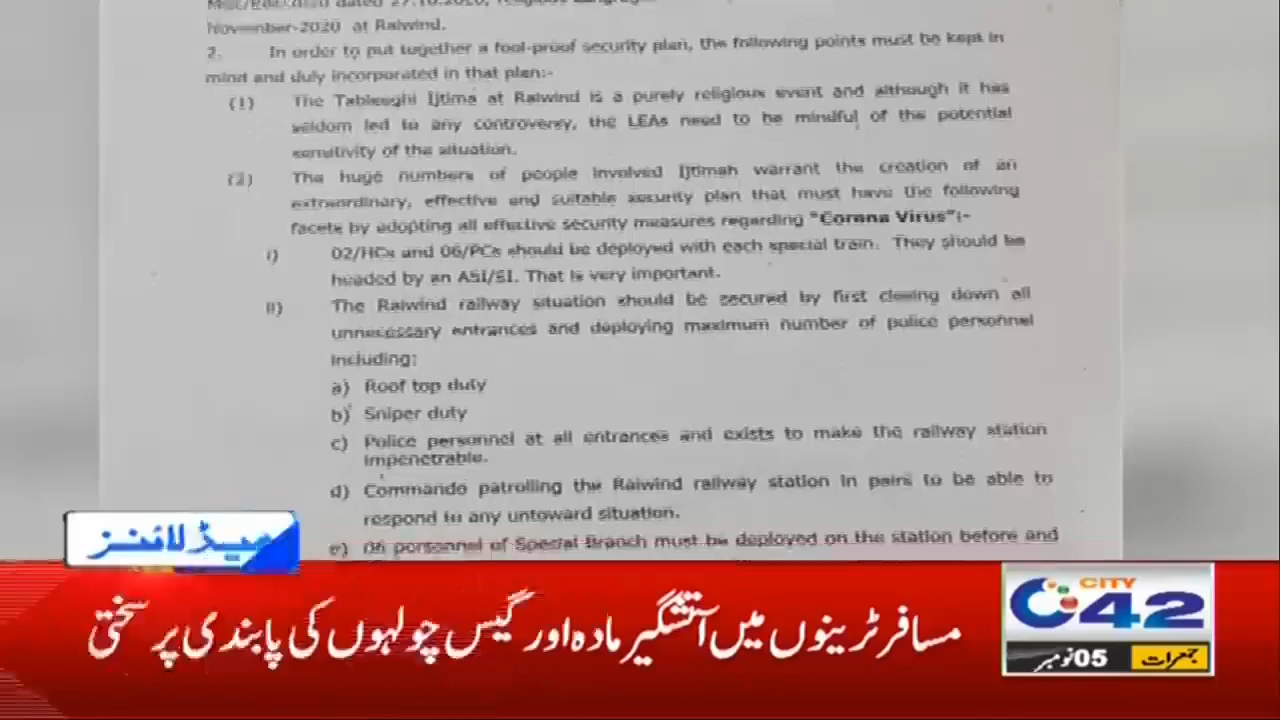 November-2020 at Raiwind.
2. In order to put together a fool-proof security plan, the following points must be kept in
mind and duly incorporated in that plan:-
(1) The Tableeghi Ijtima at Raiwind is a purely religious event and although it has
seldom led to any controversy, the LEAs need to be mindful of the potential
sensitivity of the situation.
(2) The huge numbers of people involved Ijtimah warrant the creation of an
extraordinary, effective and suitable security plan that must have the following
facets by adopting all effective security measures regarding "Corona Virus":-
i) 02/HCs and 06/PCs should be deployed with each special train. They should be
headed by an ASI/SI. That is very important.
ii) The Raiwind railway situation should be secured by first closing down all
unnecessary entrances and deploying maximum number of police personnel
including:
a) Roof top duty
b) Sniper duty
c) Police personnel at all entrances and exists to make the railway station
impenetrable.
d) Commando patrolling the Raiwind railway station in pairs to be able to
respond to any untoward situation.
e) 06 personnel of Special Branch must be deployed on the station before and
ہیڈلائنز
مسافر ٹرینوں میں آتشگیر مادہ اور گیس چولہوں کی پابندی پر سختی
CITY
42
جمعرات 05 نومبر